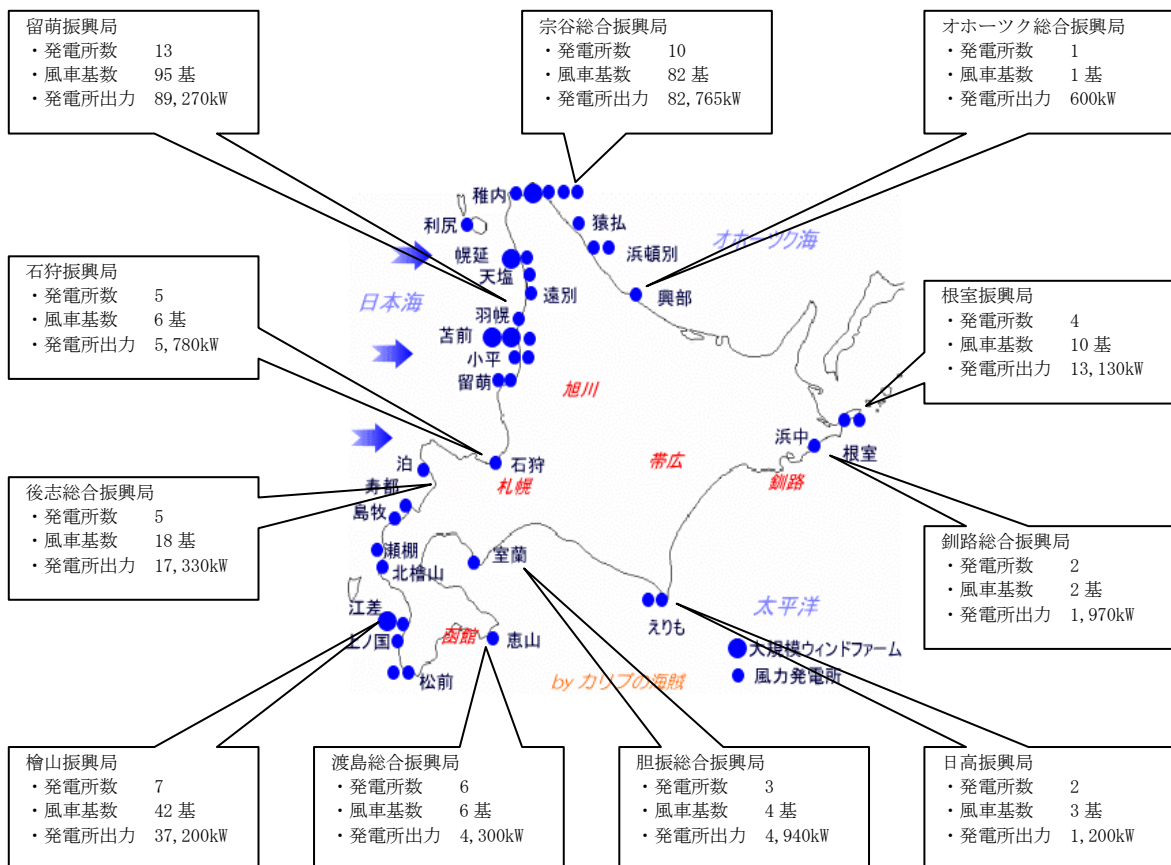 留萌振興局
・発電所数 13
・風車基数 95 基
・発電所出力 89,270kW
宗谷総合振興局
・発電所数 10
・風車基数 82 基
・発電所出力 82,765kW
オホーツク総合振興局
・発電所数 1
・風車基数 1 基
・発電所出力 600kW
石狩振興局
・発電所数 5
・風車基数 6 基
・発電所出力 5,780kW
根室振興局
・発電所数 4
・風車基数 10 基
・発電所出力 13,130kW
後志総合振興局
・発電所数 5
・風車基数 18 基
・発電所出力 17,330kW
釧路総合振興局
・発電所数 2
・風車基数 2 基
・発電所出力 1,970kW
稚内
利尻
猿払
オホーツク海
浜頓別
幌延
天塩
遠別
興部
日本海
羽幌
苫前
小平
留萌
旭川
浜中
根室
泊
石狩
札幌
帯広
釧路
寿都
島牧
瀬棚
北檜山
室蘭
江差
上ノ国
函館
恵山
えりも
太平洋
松前
大規模ウィンドファーム
風力発電所
by カリブの海賊
檜山振興局
・発電所数 7
・風車基数 42 基
・発電所出力 37,200kW
渡島総合振興局
・発電所数 6
・風車基数 6 基
・発電所出力 4,300kW
胆振総合振興局
・発電所数 3
・風車基数 4 基
・発電所出力 4,940kW
日高振興局
・発電所数 2
・風車基数 3 基
・発電所出力 1,200kW